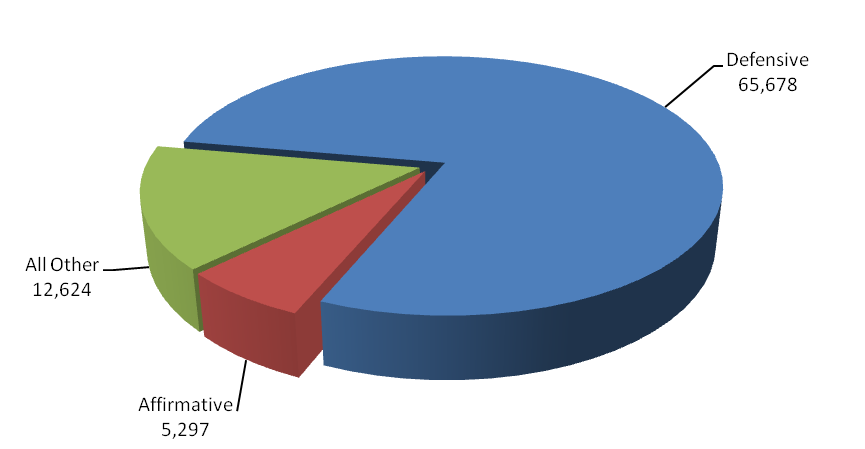 Defensive
65,678
All Other
12,624
Affirmative
5,297